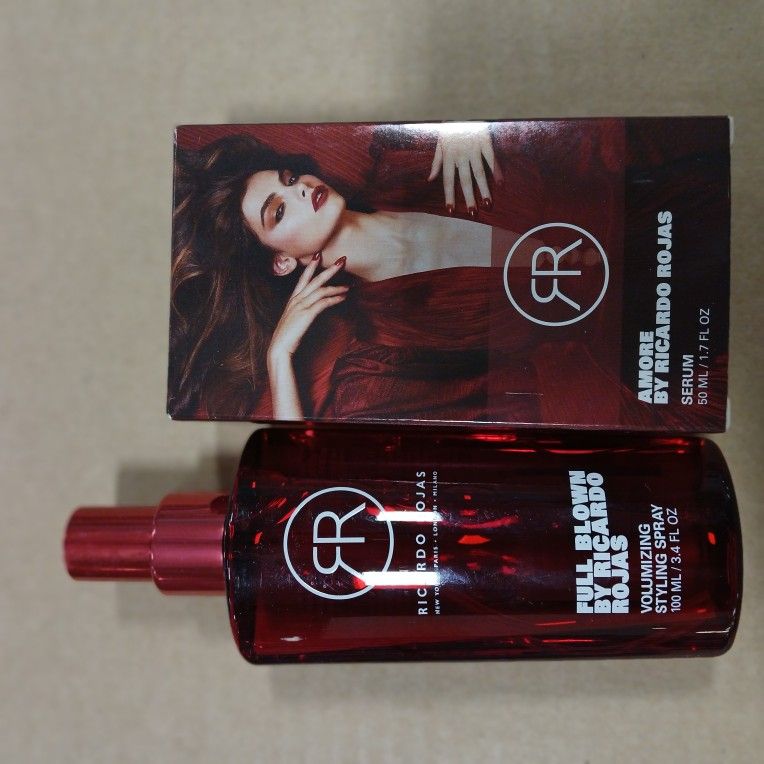 RR
AMORE
BY RICARDO ROJAS
SERUM
50 ML / 1.7 FL OZ
RR
RICARDO ROJAS
NEW YORK • PARIS • LONDON • MILANO
FULL BLOWN
BY RICARDO
ROJAS
VOLUMIZING
STYLING SPRAY
100 ML / 3.4 FL OZ